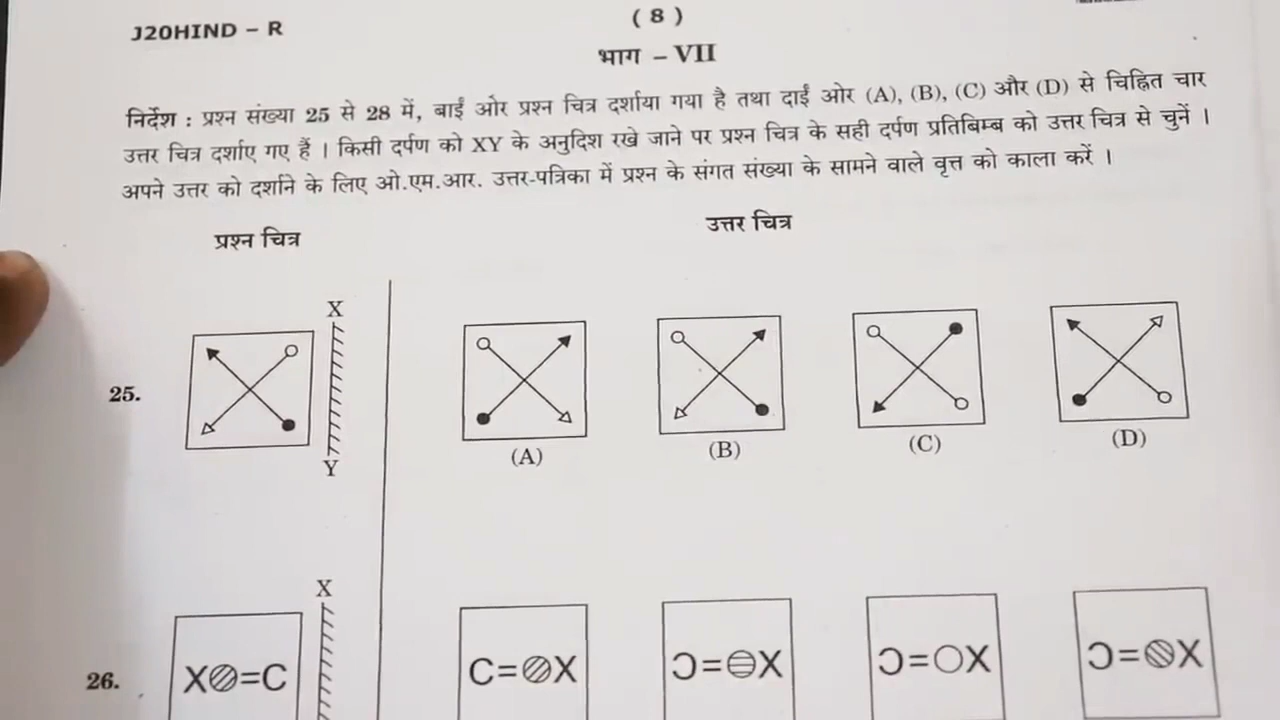 J20HIND – R
( 8 )
भाग – VII
निर्देश : प्रश्न संख्या 25 से 28 में, बाईं ओर प्रश्न चित्र दर्शाया गया है तथा दाईं ओर (A), (B), (C) और (D) से चिह्नित चार
उत्तर चित्र दर्शाए गए हैं । किसी दर्पण को XY के अनुदिश रखे जाने पर प्रश्न चित्र के सही दर्पण प्रतिबिम्ब को उत्तर चित्र से चुनें ।
अपने उत्तर को दर्शाने के लिए ओ.एम.आर. उत्तर-पत्रिका में प्रश्न के संगत संख्या के सामने वाले वृत्त को काला करें ।
प्रश्न चित्र
उत्तर चित्र
X
25.
Y
(A)
(B)
(C)
(D)
X
26.
X⊘=C
C=⊘X
Ɔ=⊖X
Ɔ=○X
Ɔ=⦸X